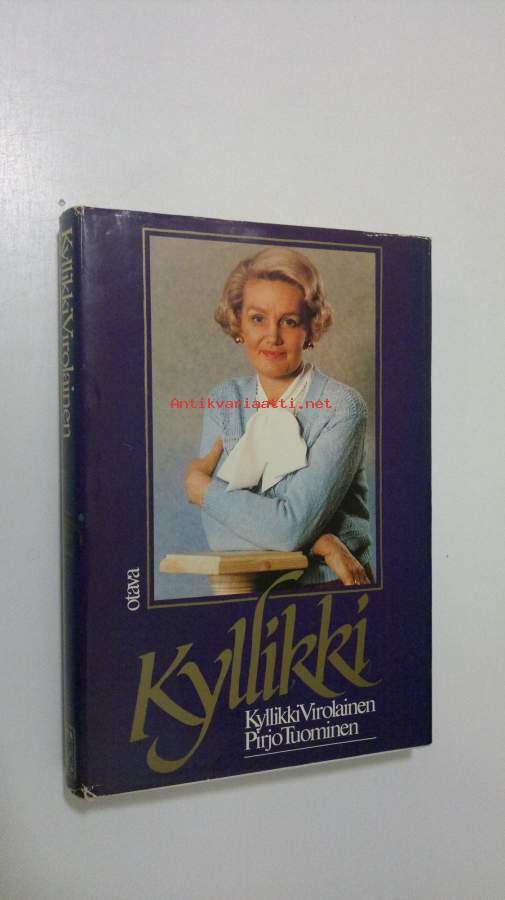 Kyllikki Virolainen
Antikvariaatti.net
otava
Kyllikki
Kyllikki Virolainen
Pirjo Tuominen